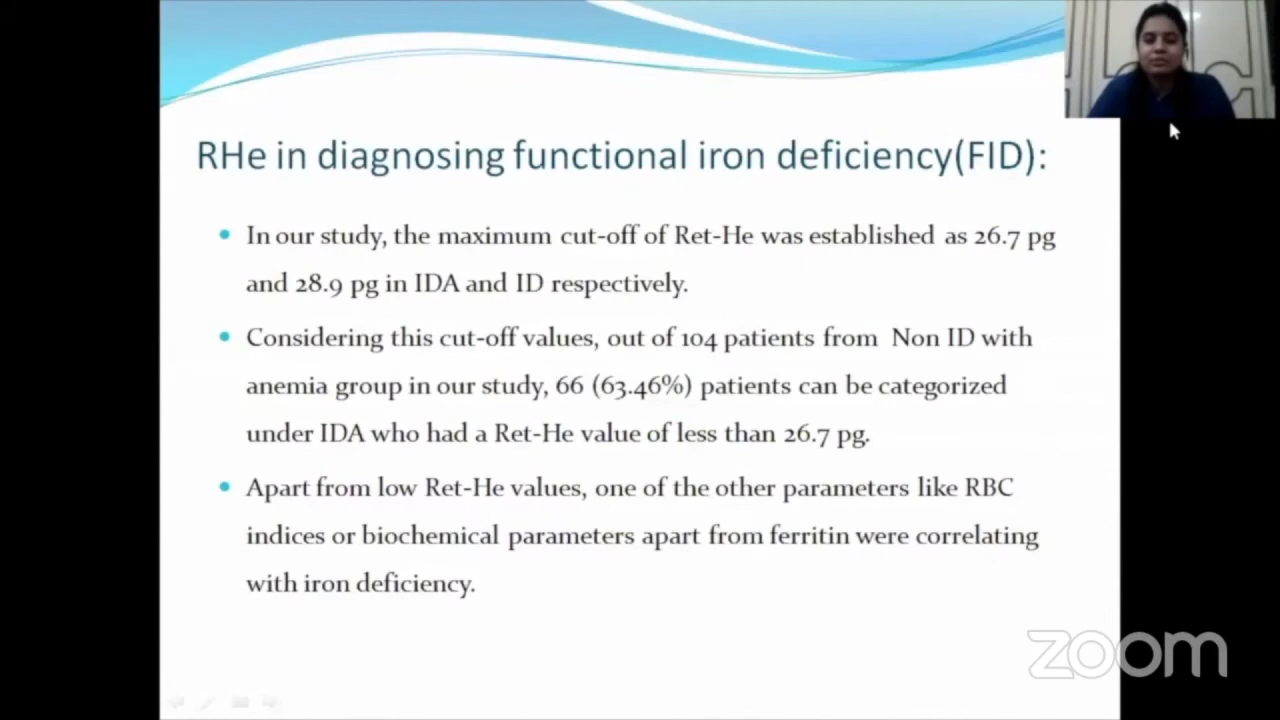 RHe in diagnosing functional iron deficiency(FID):
In our study, the maximum cut-off of Ret-He was established as 26.7 pg
and 28.9 pg in IDA and ID respectively.
Considering this cut-off values, out of 104 patients from Non ID with
anemia group in our study, 66 (63.46%) patients can be categorized
under IDA who had a Ret-He value of less than 26.7 pg.
Apart from low Ret-He values, one of the other parameters like RBC
indices or biochemical parameters apart from ferritin were correlating
with iron deficiency.
zoom